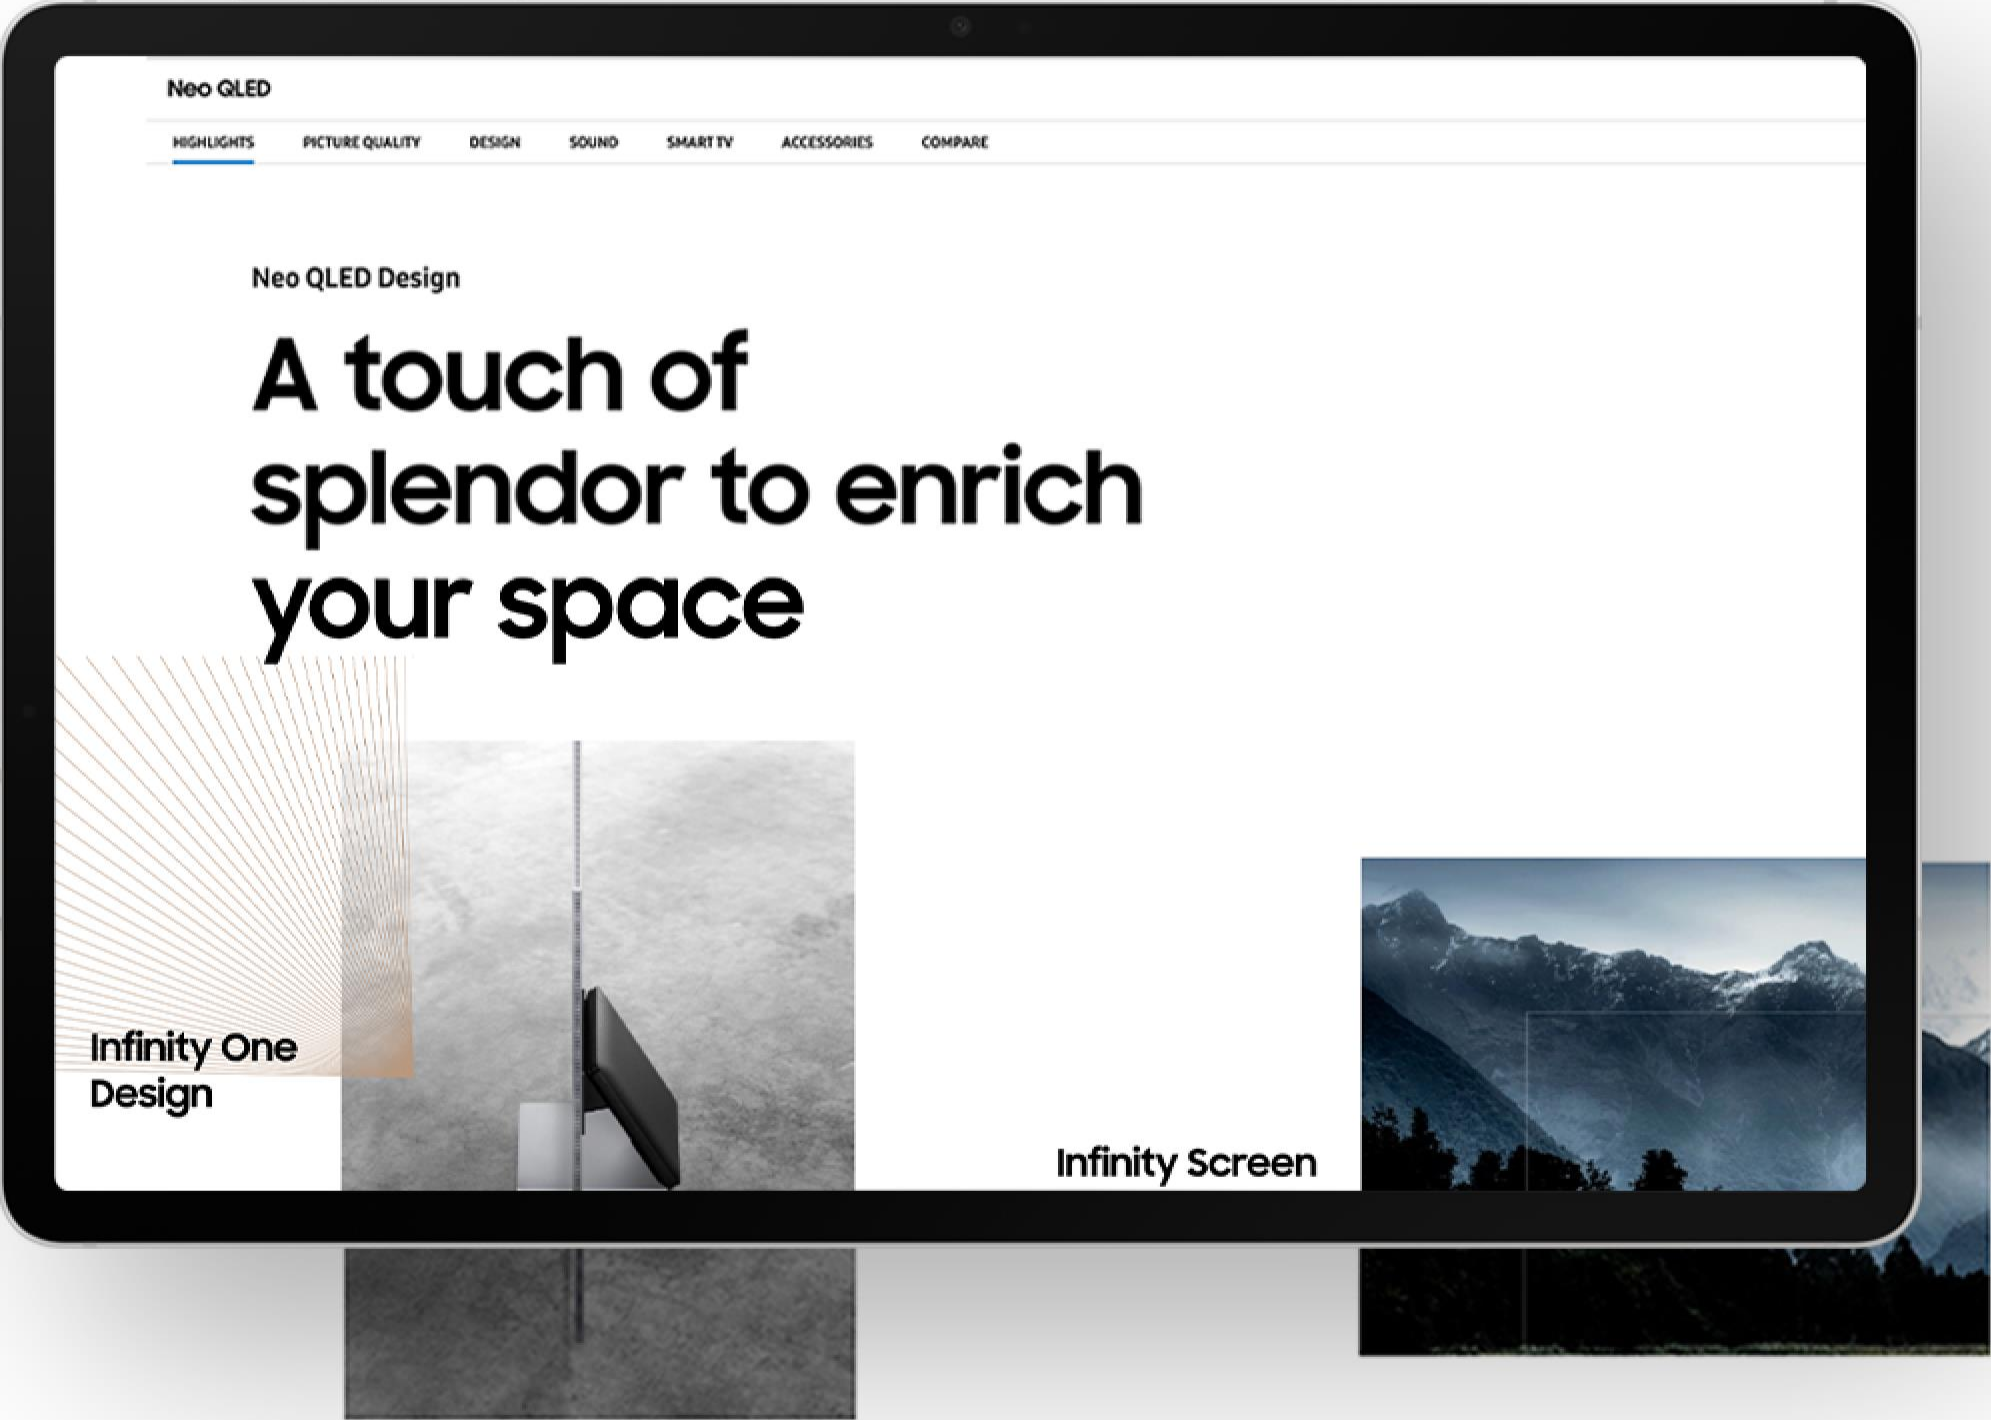 Neo QLED
HIGHLIGHTS PICTURE QUALITY DESIGN SOUND SMART TV ACCESSORIES COMPARE
Neo QLED Design
A touch of
splendor to enrich
your space
Infinity One
Design
Infinity Screen